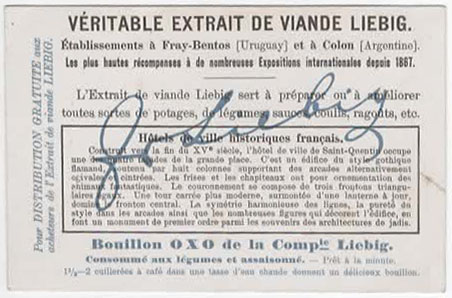 VÉRITABLE EXTRAIT DE VIANDE LIEBIG.
Établissements à Fray-Bentos [Uruguay] et à Colon [Argentine].
Les plus hautes récompenses à de nombreuses Expositions internationales depuis 1867.
L'Extrait de viande Liebig sert à préparer ou à améliorer
toutes sortes de potages, de légumes, sauces, coulis, ragoûts, etc.
Hôtels de ville historiques français.
Construit vers la fin du XVe siècle, l'hôtel de ville de Saint-Quentin occupe
une des quatre façades de la grande place. C'est un édifice du style gothique
flamand, soutenu par huit colonnes supportant des arcades alternativement
ogivales et cintrées. Les frises et les chapiteaux ont pour ornementation des
animaux fantastiques. Le couronnement se compose de trois frontons triangu-
laires égaux. Une tour carrée plus moderne, surmontée d'une lanterne à jour,
domine le fronton central. La symétrie harmonieuse des lignes, la pureté du
style dans les arcades ainsi que les nombreuses figures qui décorent l'édifice, en
font un monument de premier ordre parmi les souvenirs des architectures de jadis.
Bouillon OXO de la Compie Liebig.
Consommé aux légumes et assaisonné. — Prêt à la minute.
1½–2 cuillerées à café dans une tasse d'eau chaude donnent un délicieux bouillon.
Pour DISTRIBUTION GRATUITE aux
acheteurs de l'Extrait de viande LIEBIG.
J. v. Liebig